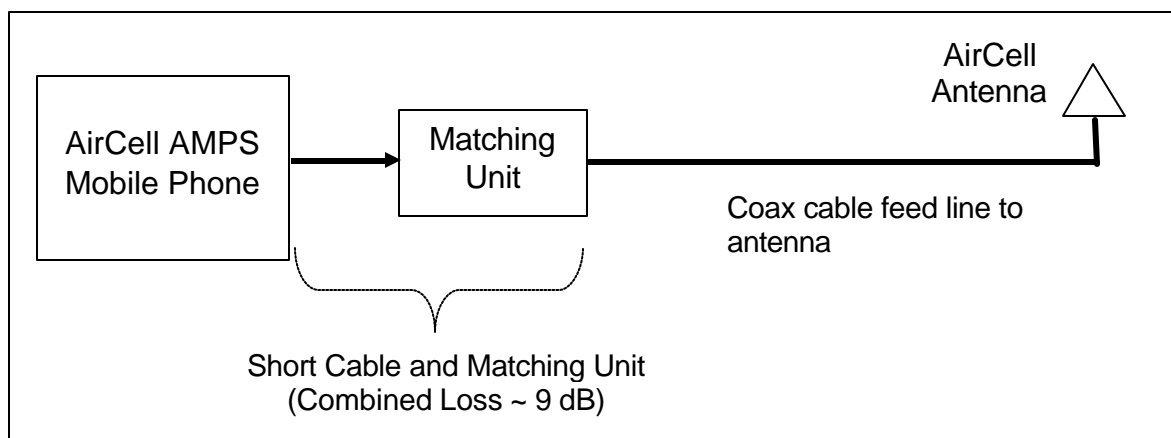 AirCell AMPS
Mobile Phone
Matching
Unit
AirCell
Antenna
Coax cable feed line to
antenna
Short Cable and Matching Unit
(Combined Loss ~ 9 dB)